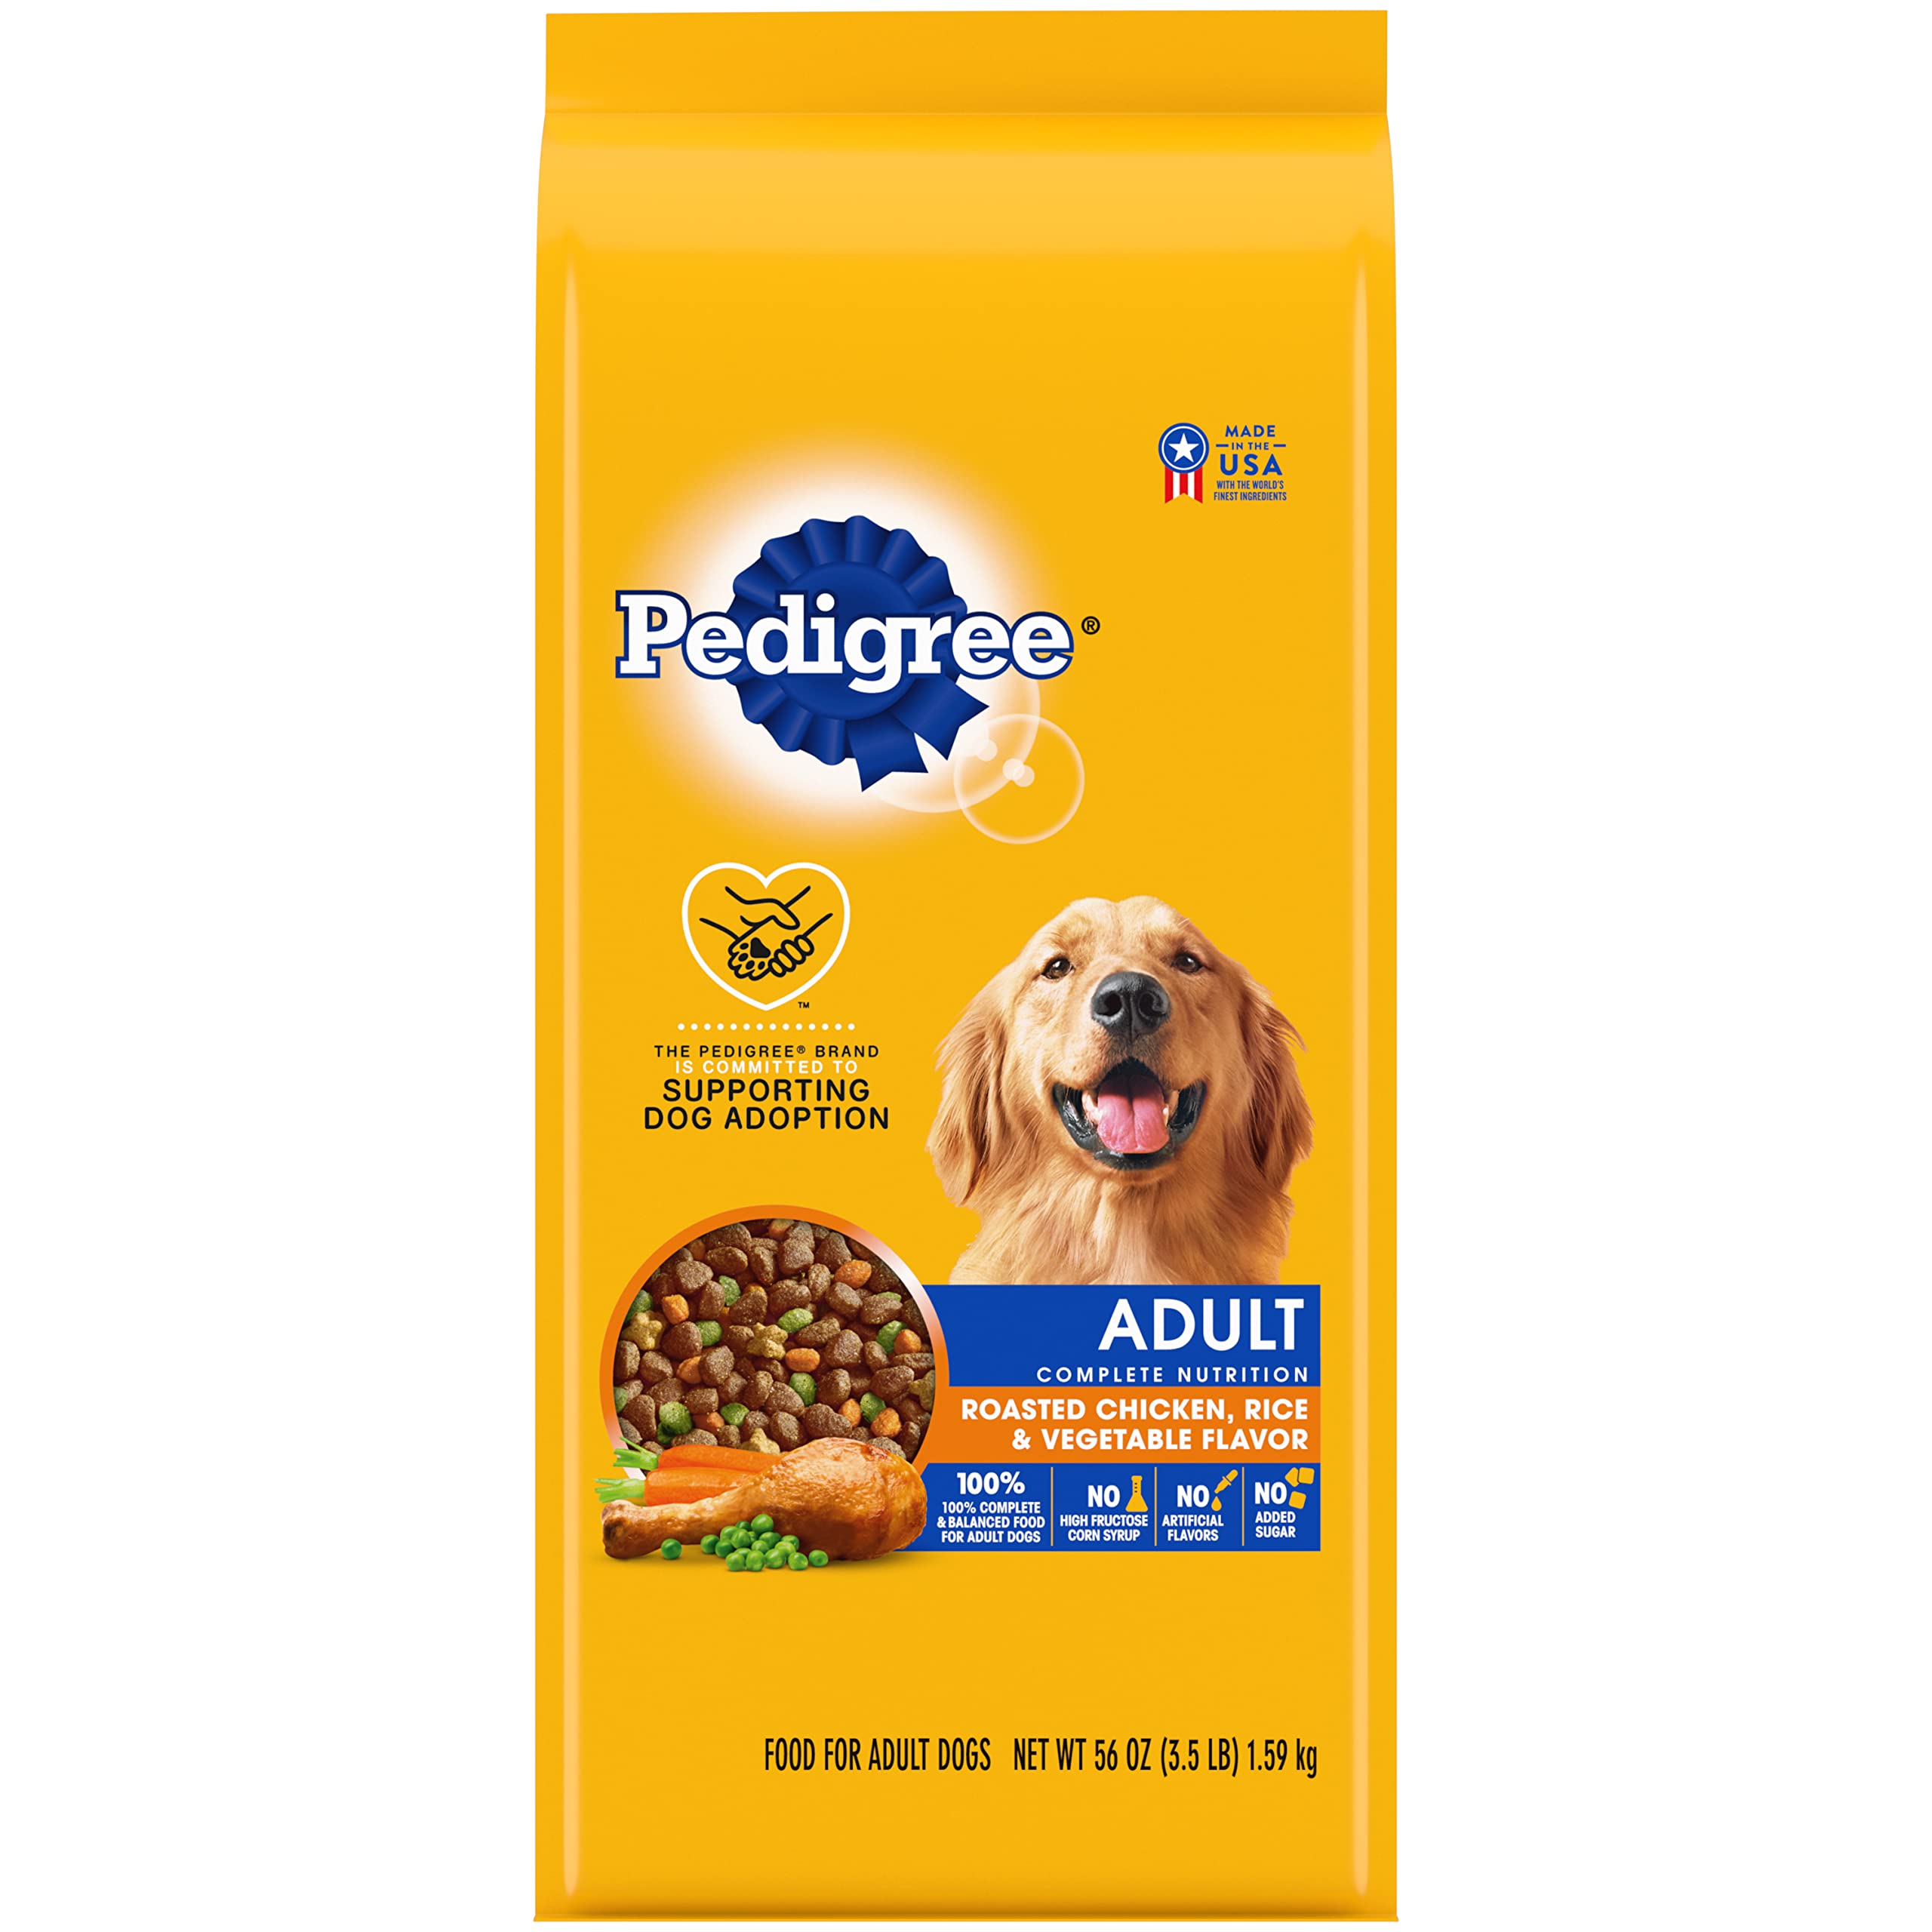 MADE
IN THE
USA
WITH THE WORLD'S
FINEST INGREDIENTS
Pedigree®
TM
THE PEDIGREE® BRAND
IS COMMITTED TO
SUPPORTING
DOG ADOPTION
ADULT
COMPLETE NUTRITION
ROASTED CHICKEN, RICE
& VEGETABLE FLAVOR
100%
100% COMPLETE
& BALANCED FOOD
FOR ADULT DOGS
NO
HIGH FRUCTOSE
CORN SYRUP
NO
ARTIFICIAL
FLAVORS
NO
ADDED
SUGAR
FOOD FOR ADULT DOGS NET WT 56 OZ (3.5 LB) 1.59 kg